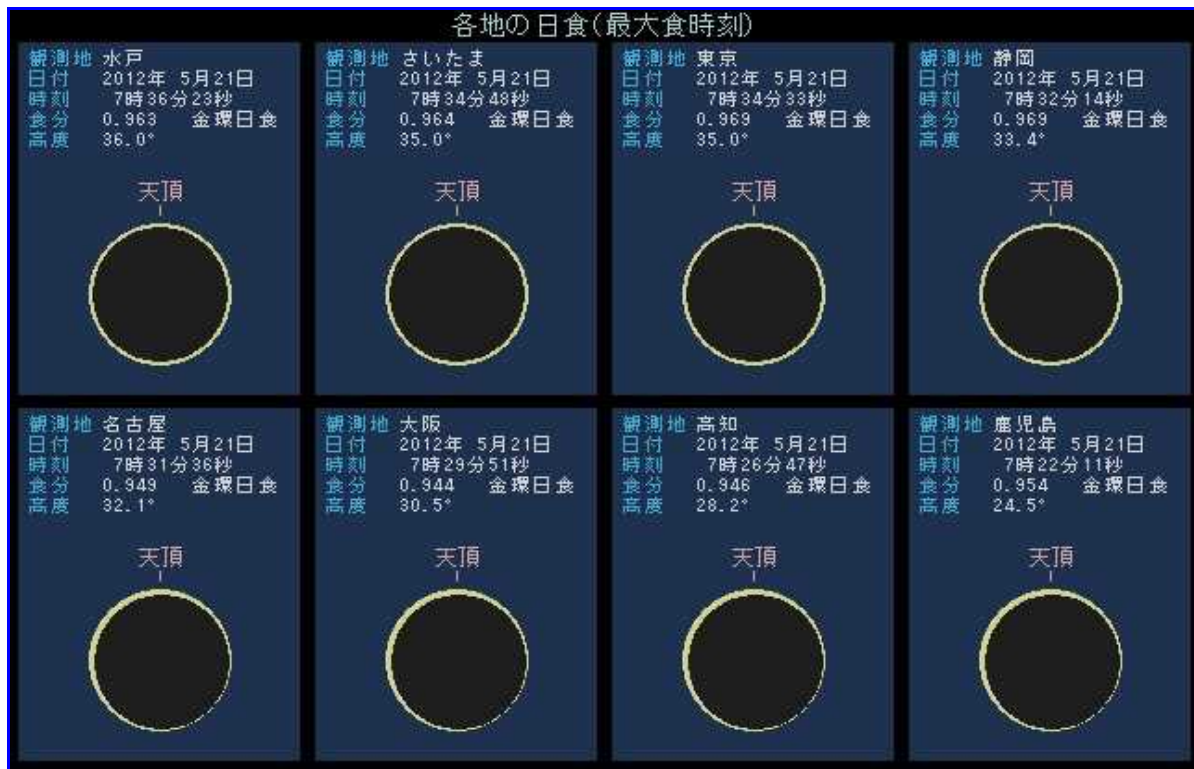 各地の日食(最大食時刻)
観測地 水戸
日付 2012年 5月21日
時刻 7時36分23秒
食分 0.963 金環日食
高度 36.0°
天頂
観測地 さいたま
日付 2012年 5月21日
時刻 7時34分48秒
食分 0.964 金環日食
高度 35.0°
天頂
観測地 東京
日付 2012年 5月21日
時刻 7時34分33秒
食分 0.969 金環日食
高度 35.0°
天頂
観測地 静岡
日付 2012年 5月21日
時刻 7時32分14秒
食分 0.969 金環日食
高度 33.4°
天頂
観測地 名古屋
日付 2012年 5月21日
時刻 7時31分36秒
食分 0.949 金環日食
高度 32.1°
天頂
観測地 大阪
日付 2012年 5月21日
時刻 7時29分51秒
食分 0.944 金環日食
高度 30.5°
天頂
観測地 高知
日付 2012年 5月21日
時刻 7時26分47秒
食分 0.946 金環日食
高度 28.2°
天頂
観測地 鹿児島
日付 2012年 5月21日
時刻 7時22分11秒
食分 0.954 金環日食
高度 24.5°
天頂